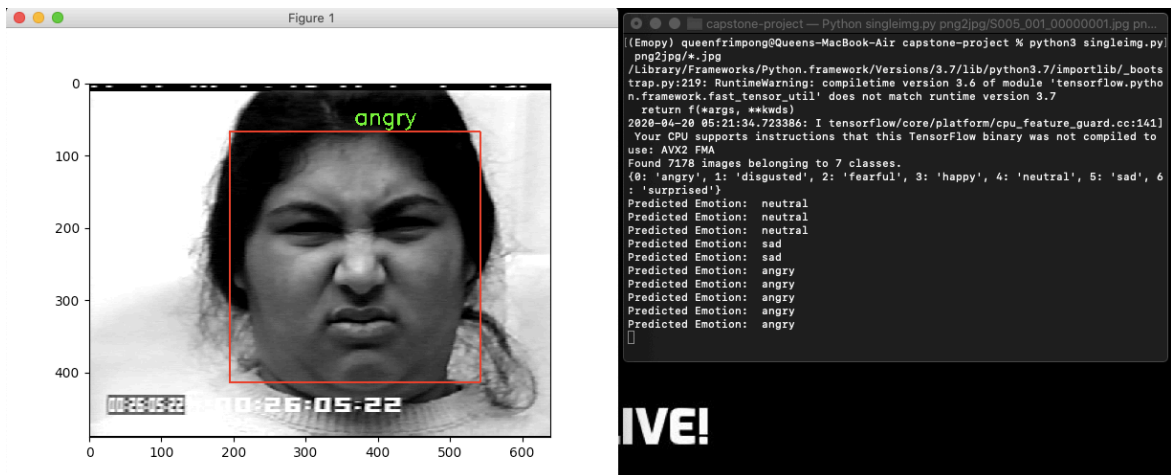 Figure 1
0
angry
100
200
300
400
00:26:05:22 00:26:05:22
0 100 200 300 400 500 600
capstone-project — Python singleimg.py png2jpg/S005_001_00000001.jpg pn...
(Emopy) queenfrimpong@Queens-MacBook-Air capstone-project % python3 singleimg.py
png2jpg/*.jpg
/Library/Frameworks/Python.framework/Versions/3.7/lib/python3.7/importlib/_boots
trap.py:219: RuntimeWarning: compiletime version 3.6 of module 'tensorflow.pytho
n.framework.fast_tensor_util' does not match runtime version 3.7
return f(*args, **kwds)
2020-04-20 05:21:34.723386: I tensorflow/core/platform/cpu_feature_guard.cc:141]
Your CPU supports instructions that this TensorFlow binary was not compiled to
use: AVX2 FMA
Found 7178 images belonging to 7 classes.
{0: 'angry', 1: 'disgusted', 2: 'fearful', 3: 'happy', 4: 'neutral', 5: 'sad', 6
: 'surprised'}
Predicted Emotion: neutral
Predicted Emotion: neutral
Predicted Emotion: neutral
Predicted Emotion: sad
Predicted Emotion: sad
Predicted Emotion: angry
Predicted Emotion: angry
Predicted Emotion: angry
Predicted Emotion: angry
Predicted Emotion: angry
IVE!